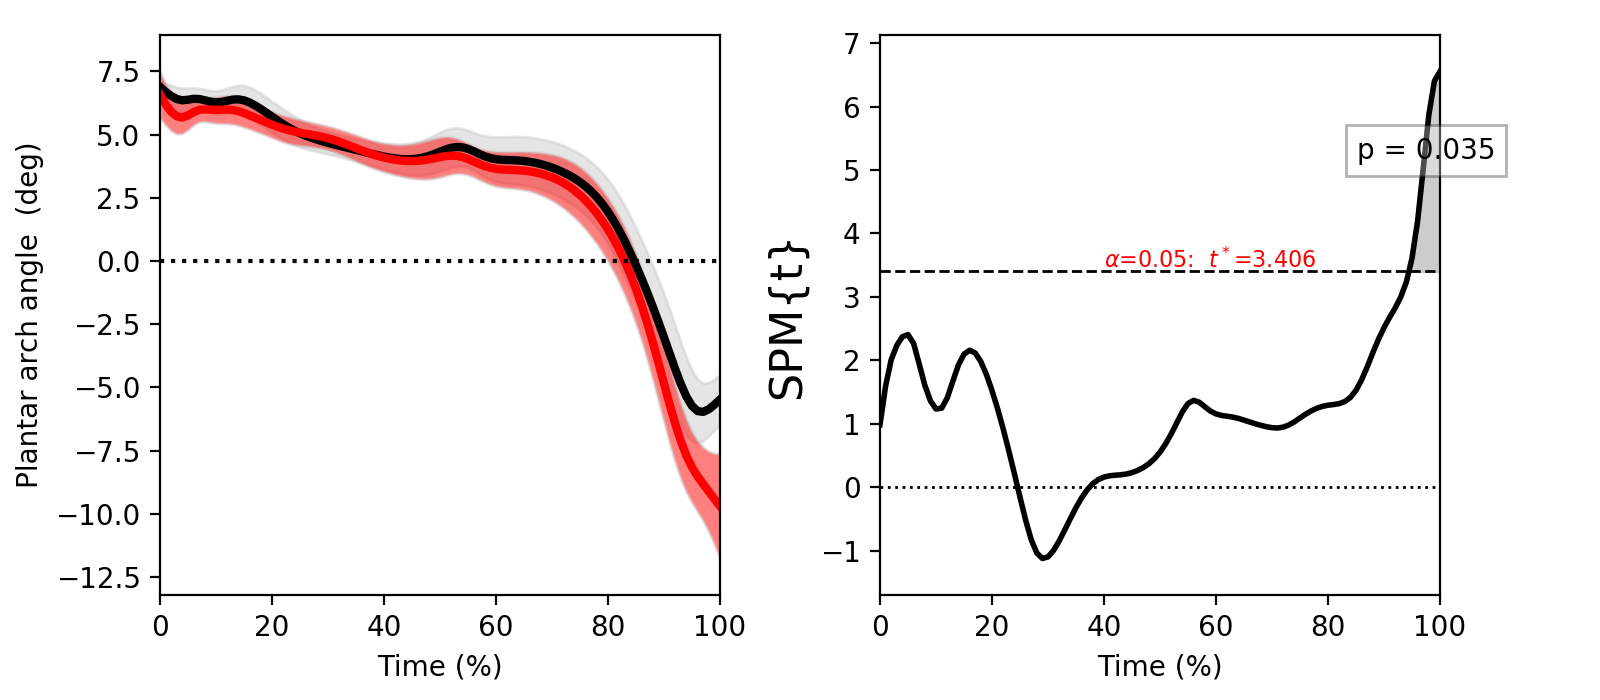 Plantar arch angle (deg)
7.5
5.0
2.5
0.0
−2.5
−5.0
−7.5
−10.0
−12.5
0 20 40 60 80 100
Time (%)
SPM{t}
7
6
5
4
3
2
1
0
−1
p = 0.035
α=0.05: t*=3.406
0 20 40 60 80 100
Time (%)